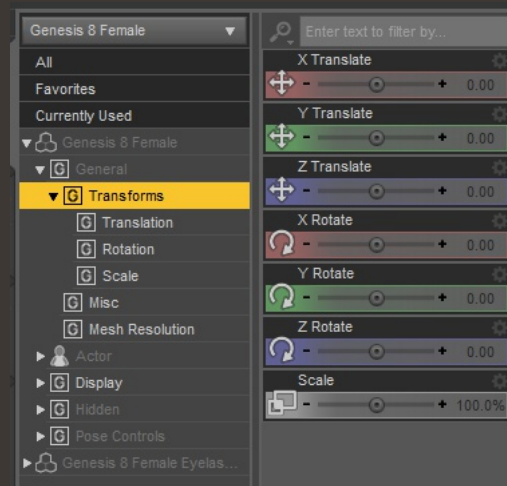 Genesis 8 Female
All
Favorites
Currently Used
Genesis 8 Female
G General
G Transforms
G Translation
G Rotation
G Scale
G Misc
G Mesh Resolution
Actor
G Display
G Hidden
G Pose Controls
Genesis 8 Female Eyelas...
Enter text to filter by...
X Translate
- + 0.00
Y Translate
- + 0.00
Z Translate
- + 0.00
X Rotate
- + 0.00
Y Rotate
- + 0.00
Z Rotate
- + 0.00
Scale
- + 100.0%